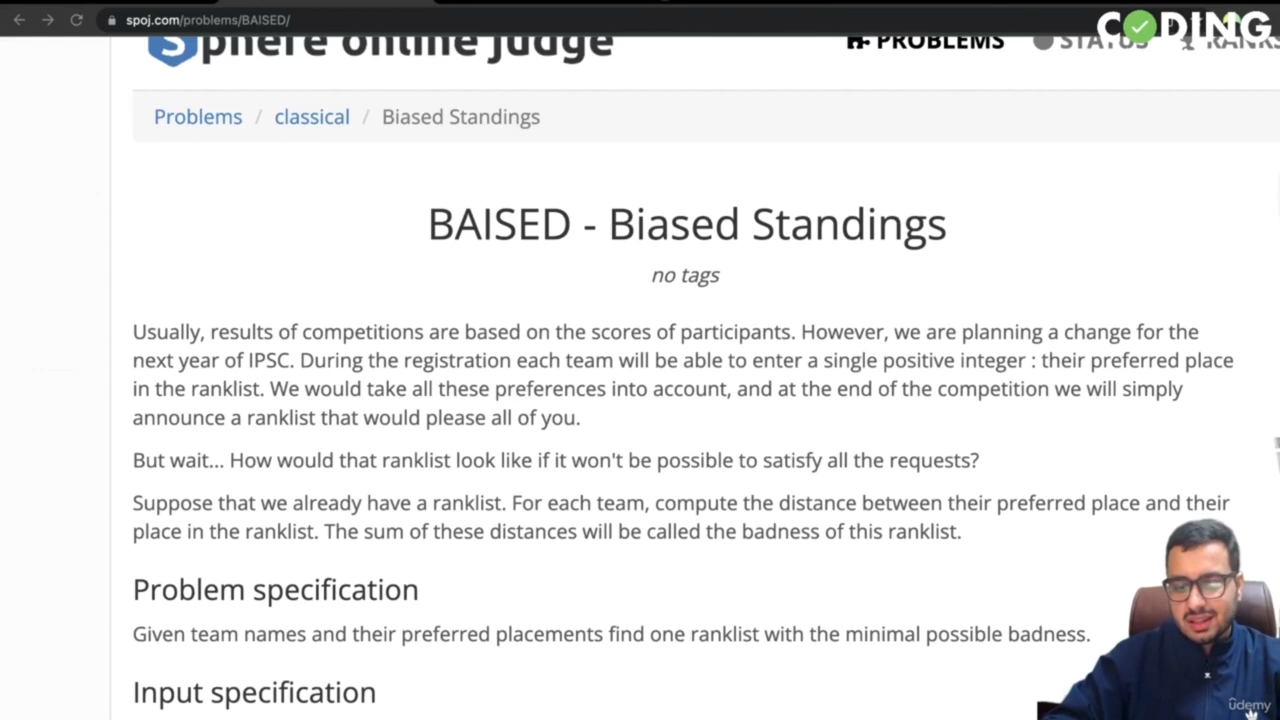 spoj.com/problems/BAISED/
CODING
sphere online judge
PROBLEMS
STATUS
RANKS
Problems / classical / Biased Standings
BAISED - Biased Standings
no tags
Usually, results of competitions are based on the scores of participants. However, we are planning a change for the
next year of IPSC. During the registration each team will be able to enter a single positive integer : their preferred place
in the ranklist. We would take all these preferences into account, and at the end of the competition we will simply
announce a ranklist that would please all of you.
But wait... How would that ranklist look like if it won't be possible to satisfy all the requests?
Suppose that we already have a ranklist. For each team, compute the distance between their preferred place and their
place in the ranklist. The sum of these distances will be called the badness of this ranklist.
Problem specification
Given team names and their preferred placements find one ranklist with the minimal possible badness.
Input specification
ûdemy